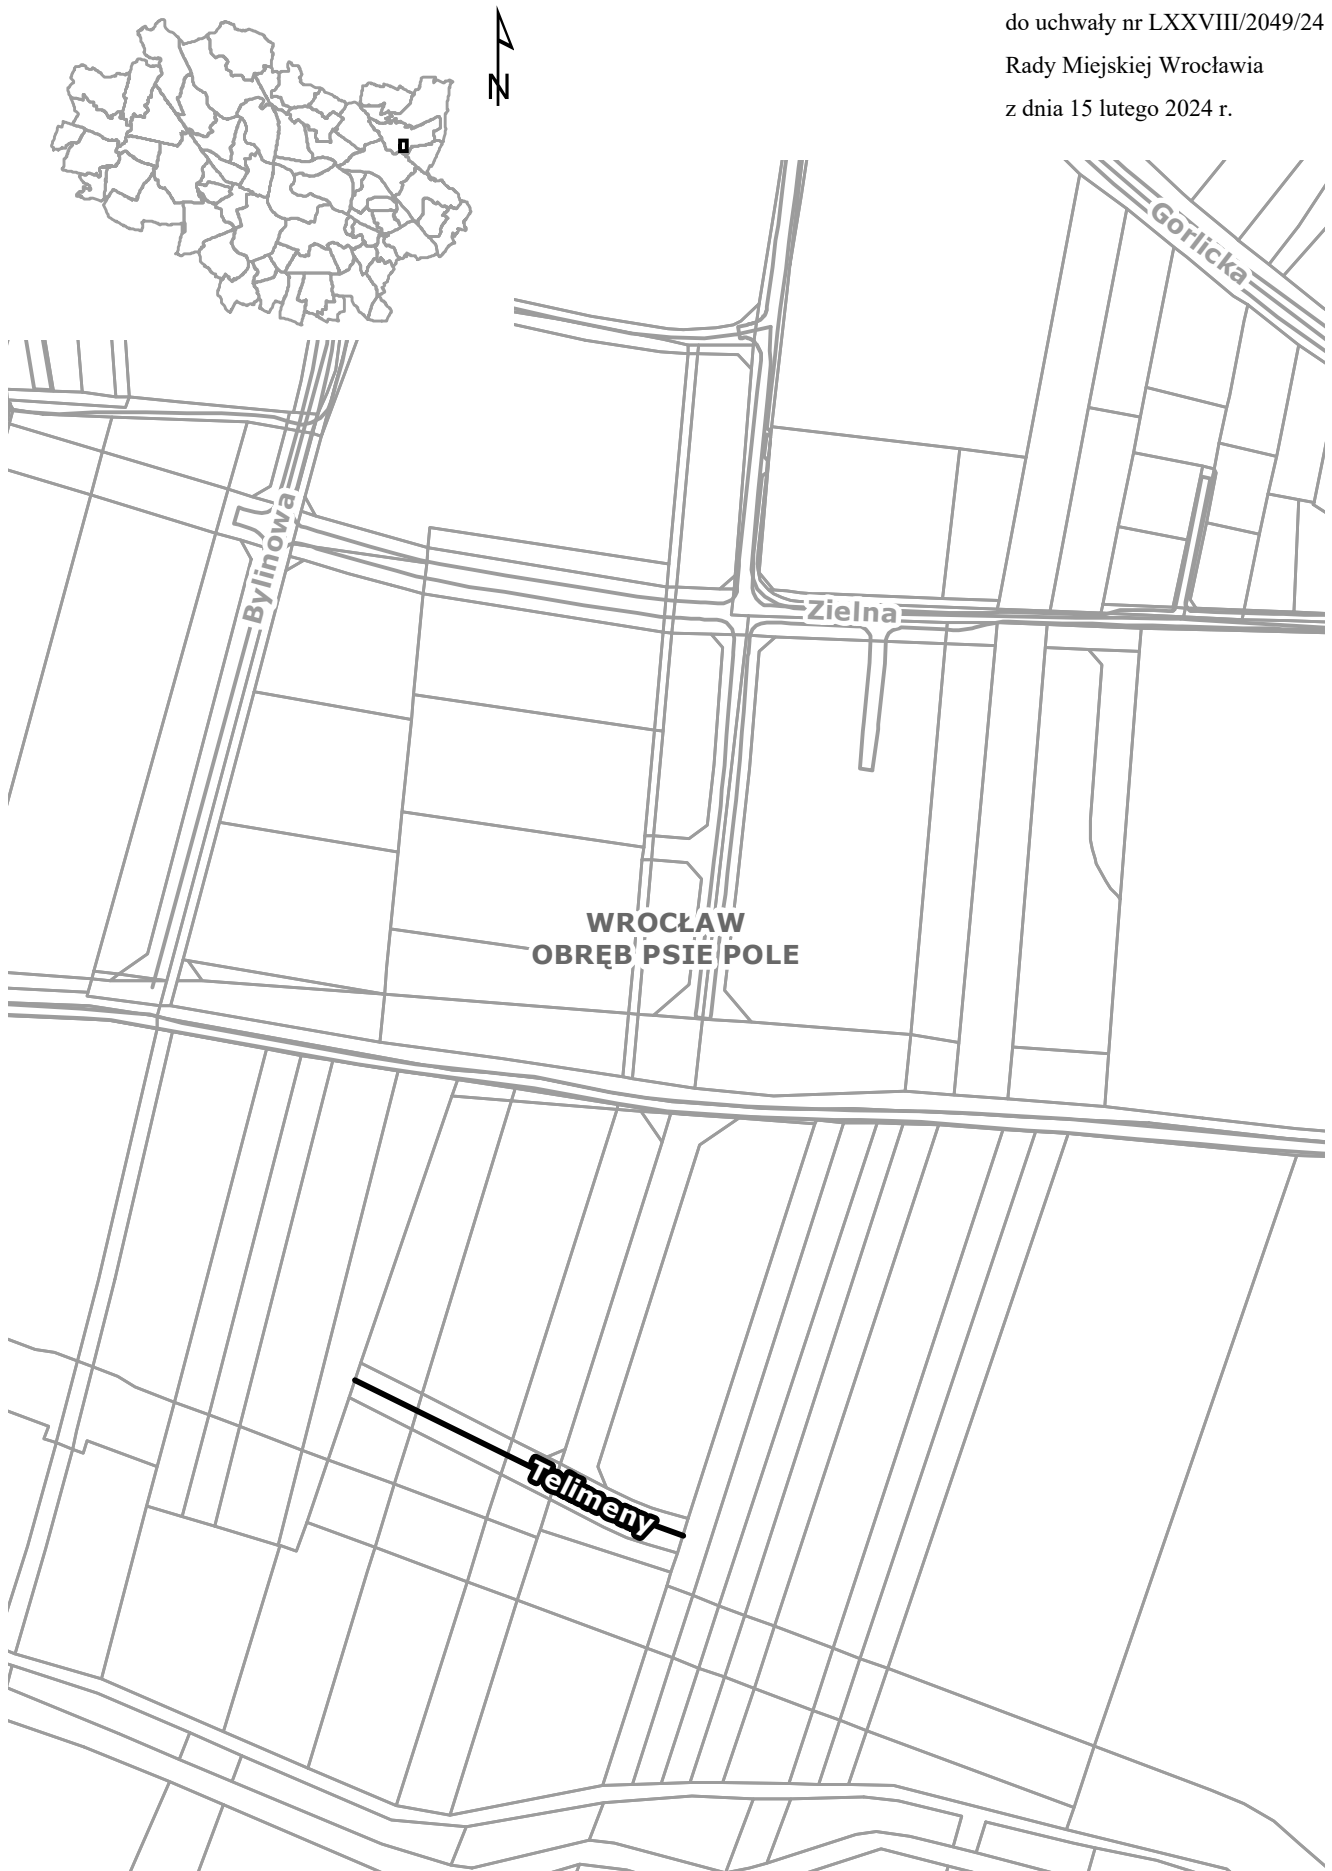 do uchwały nr LXXVIII/2049/24
Rady Miejskiej Wrocławia
z dnia 15 lutego 2024 r.
N
Gorlicka
Bylinowa
Zielna
WROCŁAW
OBRĘB PSIE POLE
Telimeny